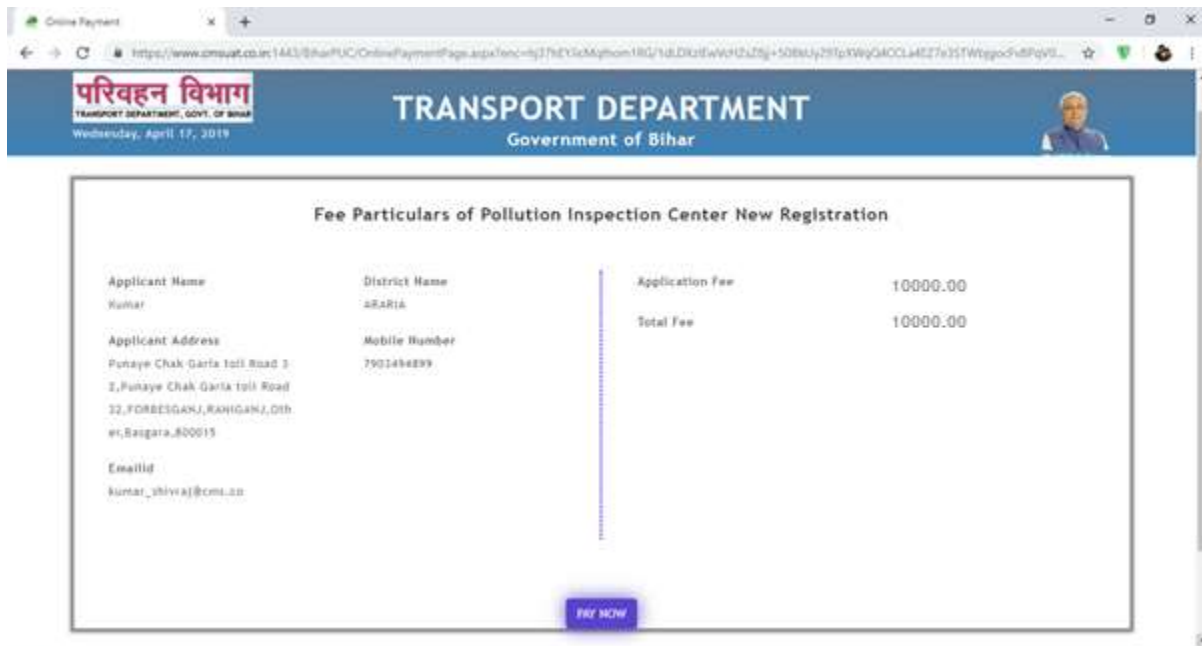 Online Payment
परिवहन विभाग
TRANSPORT DEPARTMENT, GOVT. OF BIHAR
Wednesday, April 17, 2019
TRANSPORT DEPARTMENT
Government of Bihar
Fee Particulars of Pollution Inspection Center New Registration
Applicant Name
Kumar
Applicant Address
Punaye Chak Garia toll Road 3
2,Punaye Chak Garia toll Road
32,FORBESGANJ,RANIGANJ,Oth
er,Basgara,800015
Emailid
kumar_shivraj@cms.co
District Name
ARARIA
Mobile Number
7903494899
Application Fee 10000.00
Total Fee 10000.00
PAY NOW